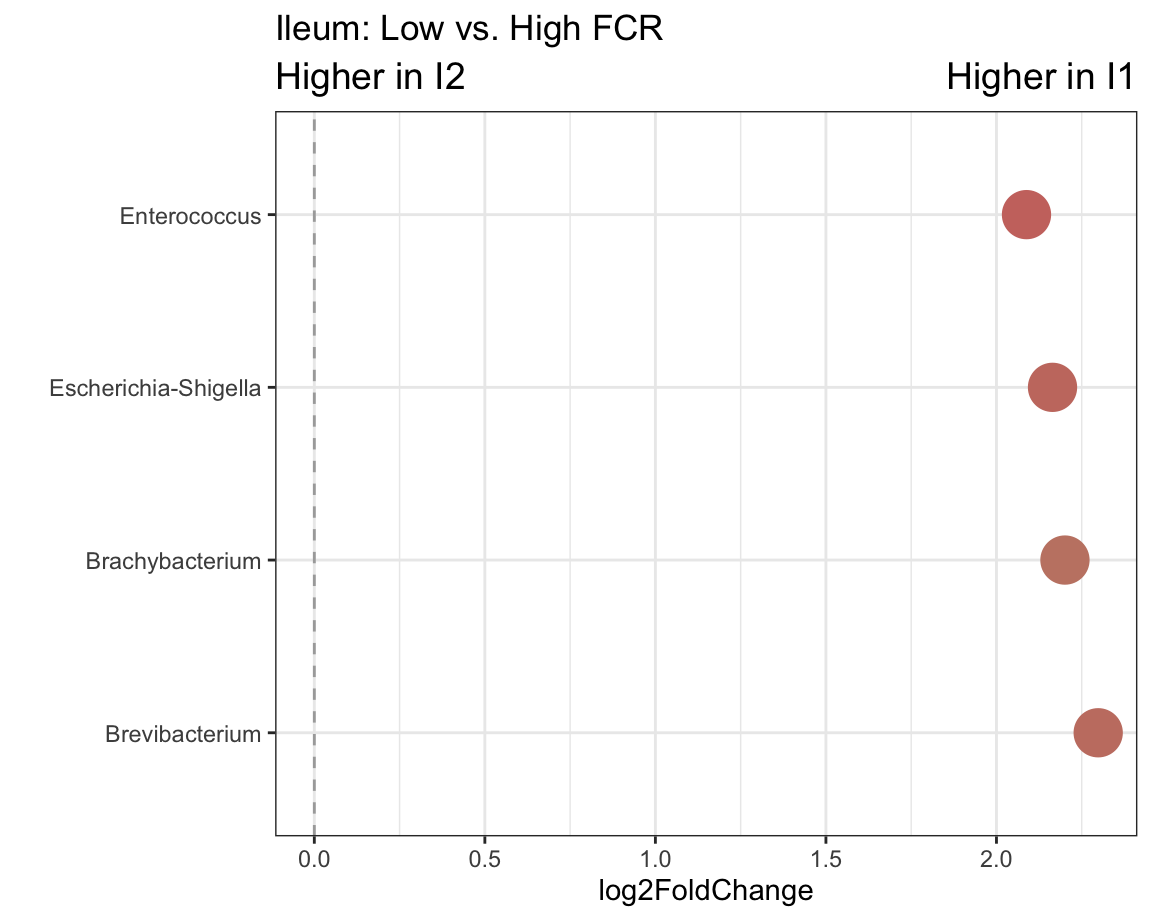 Ileum: Low vs. High FCR
Higher in I2 Higher in I1
Enterococcus
Escherichia-Shigella
Brachybacterium
Brevibacterium
0.0 0.5 1.0 1.5 2.0
log2FoldChange